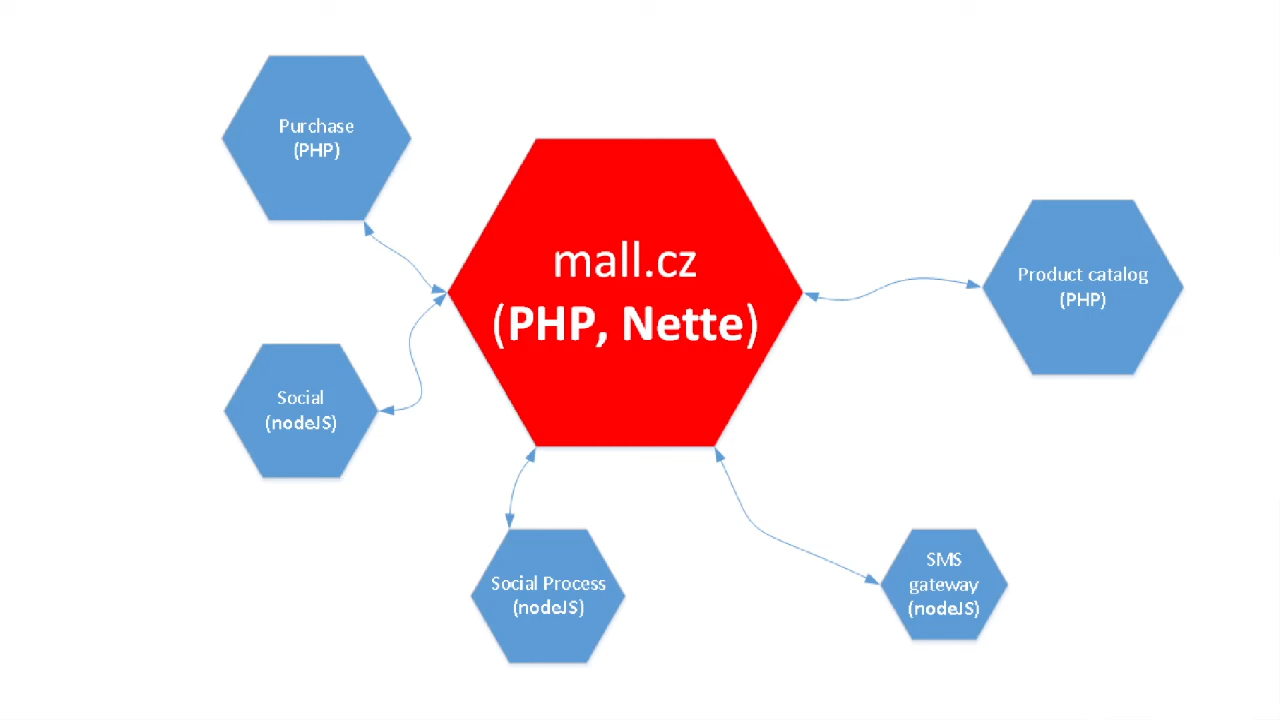 Purchase
(PHP)
mall.cz
(PHP, Nette)
Product catalog
(PHP)
Social
(nodeJS)
Social Process
(nodeJS)
SMS
gateway
(nodeJS)